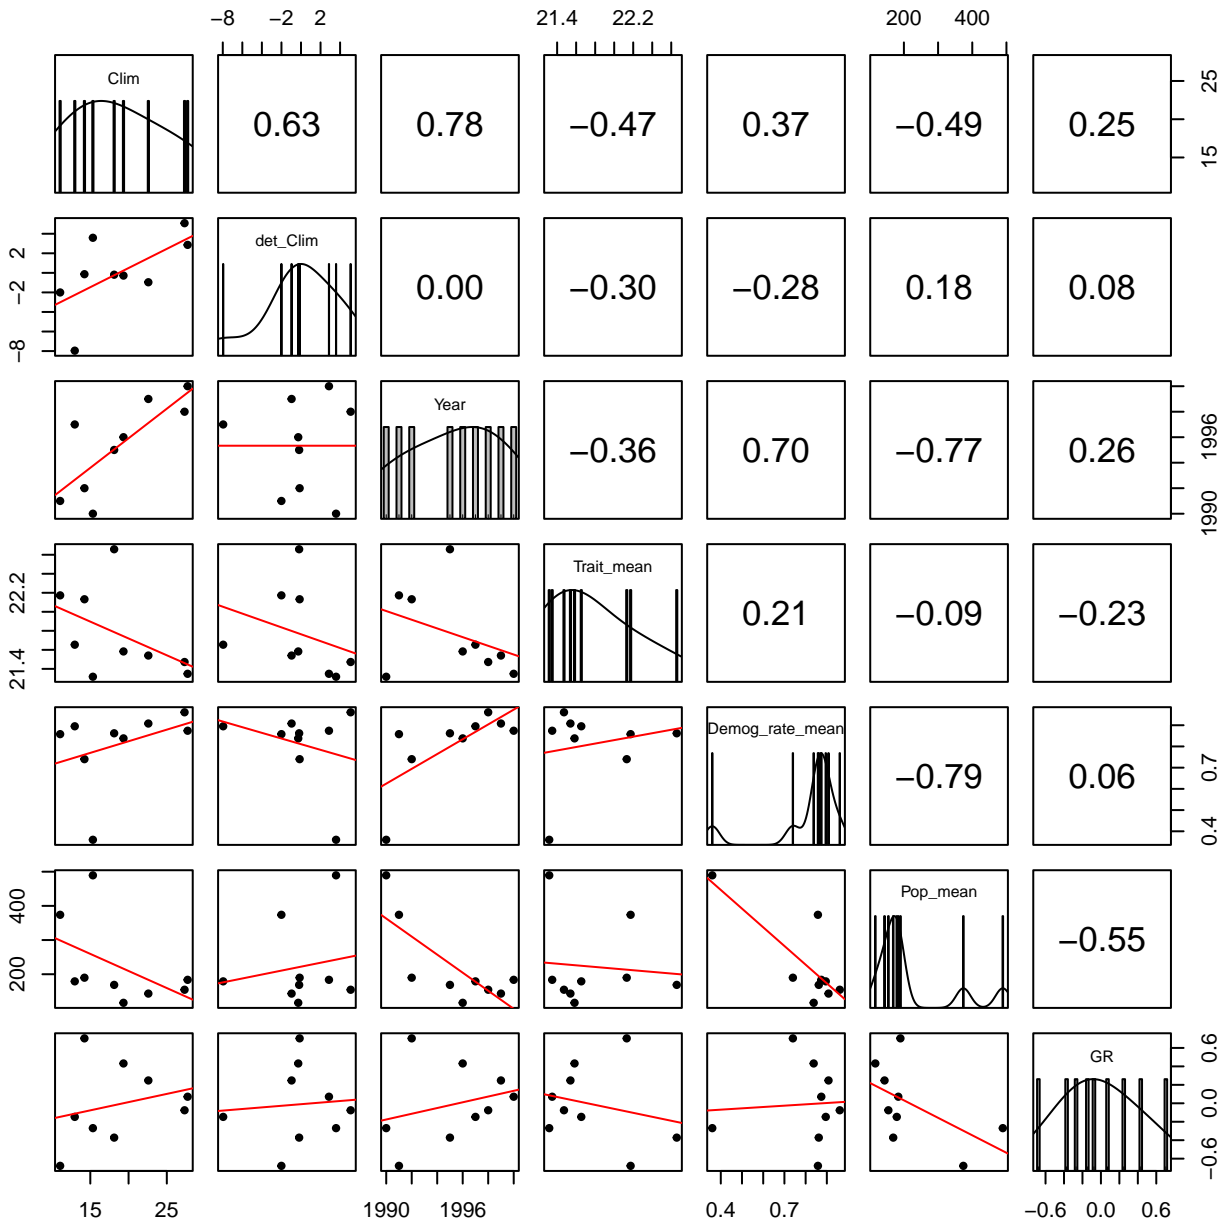 −8 −2 2 21.4 22.2 200 400
Clim 0.63 0.78 −0.47 0.37 −0.49 0.25 15 25
−8 −2 2 det_Clim 0.00 −0.30 −0.28 0.18 0.08
Year −0.36 0.70 −0.77 0.26 1990 1996
21.4 22.2 Trait_mean 0.21 −0.09 −0.23
Demog_rate_mean −0.79 0.06 0.4 0.7
200 400 Pop_mean −0.55
GR −0.6 0.0 0.6
15 25 1990 1996 0.4 0.7 −0.6 0.0 0.6